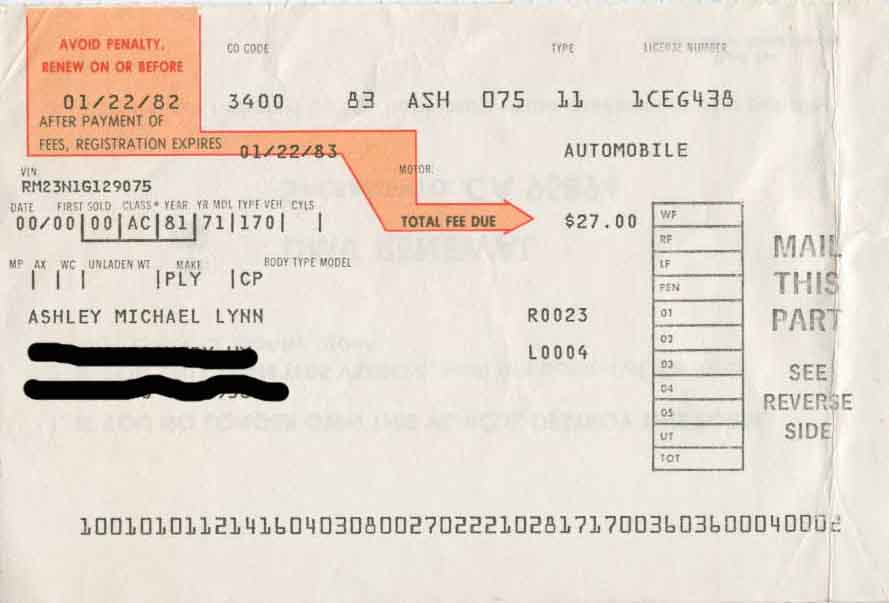 AVOID PENALTY,
RENEW ON OR BEFORE
01/22/82
CO CODE TYPE LICENSE NUMBER
3400 83 ASH 075 11 1CEG438
AFTER PAYMENT OF
FEES, REGISTRATION EXPIRES 01/22/83
AUTOMOBILE
VIN
RM23N1G129075
MOTOR:
DATE FIRST SOLD CLASS* YEAR YR MDL TYPE VEH. CYLS
00/00 00 AC 81 71 170
TOTAL FEE DUE $27.00
MP AX WC UNLADEN WT MAKE BODY TYPE MODEL
PLY CP
ASHLEY MICHAEL LYNN
R0023
L0004
WF
RF
LF
PEN
01
02
03
04
05
UT
TOT
MAIL
THIS
PART
SEE
REVERSE
SIDE